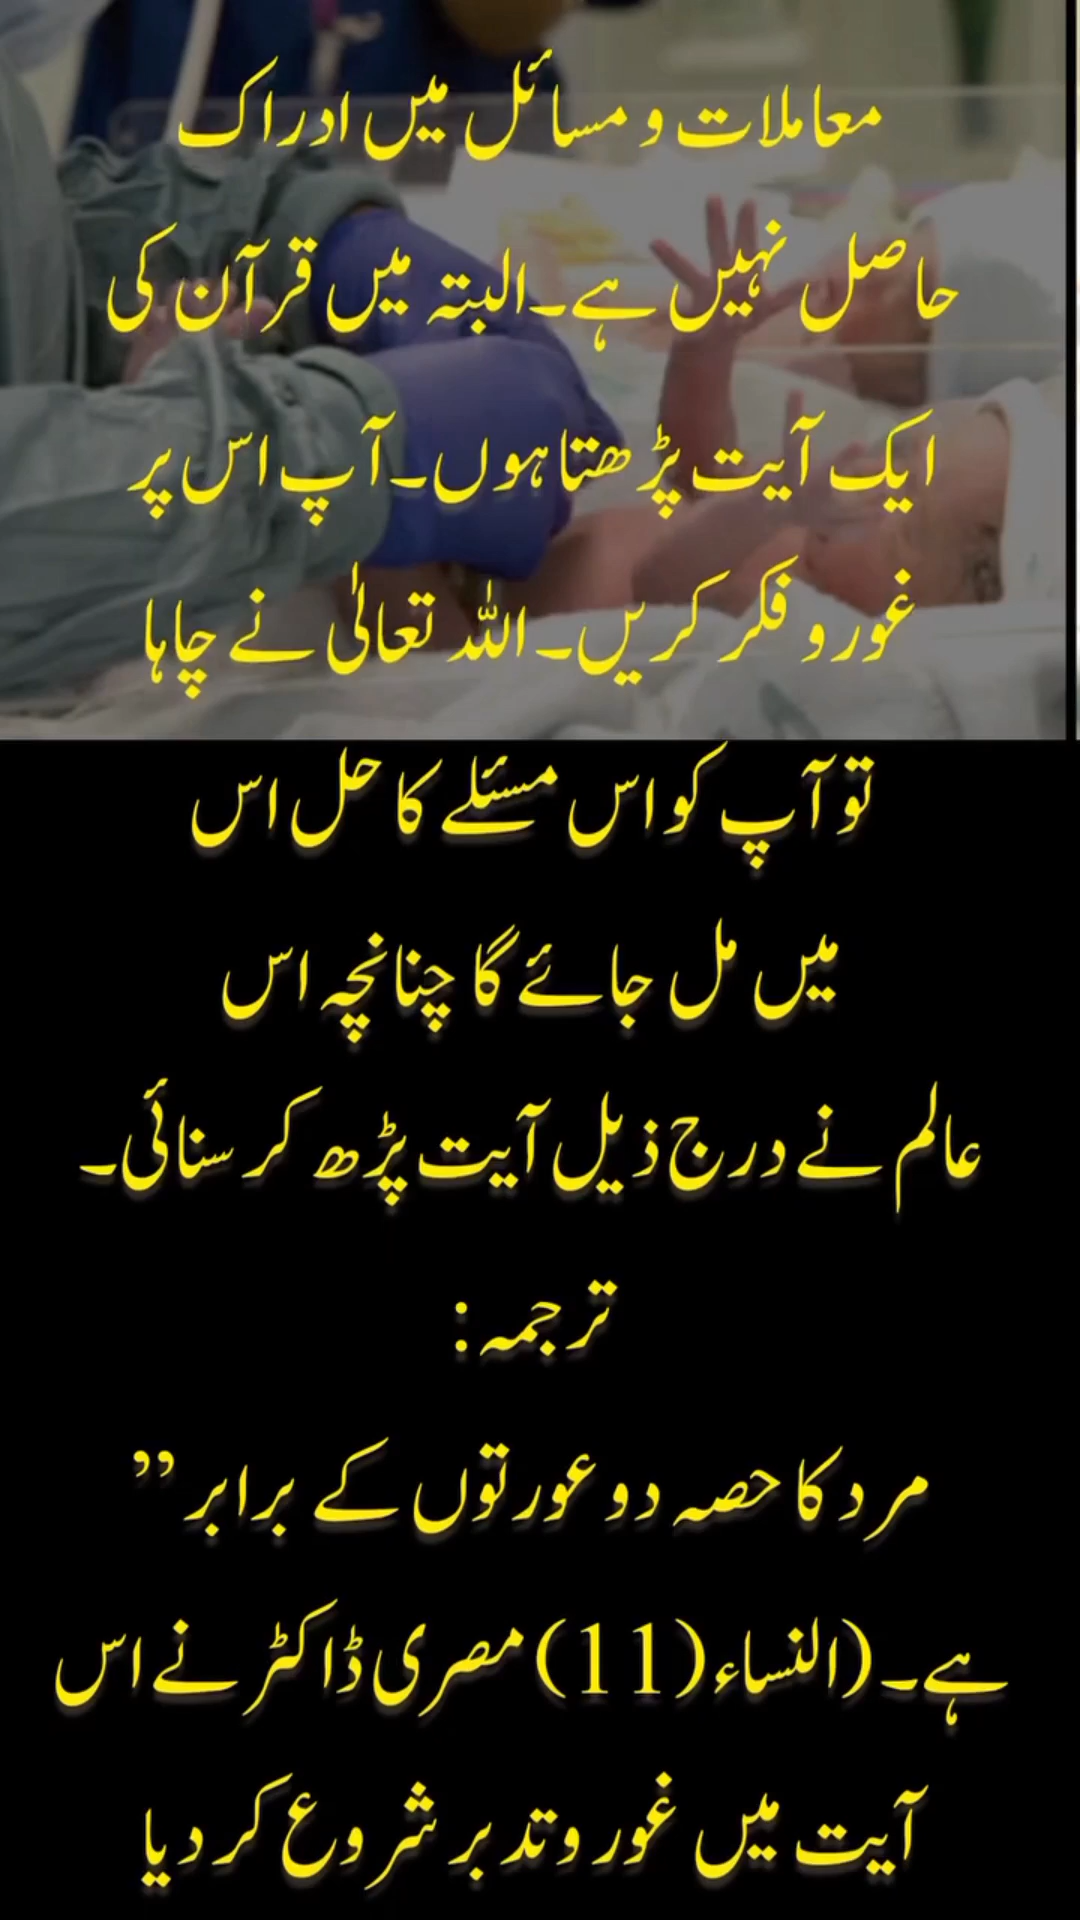 معاملات و مسائل میں ادراک
حاصل نہیں ہے۔البتہ میں قرآن کی
ایک آیت پڑھتا ہوں۔آپ اس پر
غور و فکر کریں۔اللہ تعالیٰ نے چاہا
تو آپ کو اس مسئلے کا حل اس
میں مل جائے گا چنانچہ اس
عالم نے درج ذیل آیت پڑھ کر سنائی۔
ترجمہ:
مرد کا حصہ دو عورتوں کے برابر ”
ہے۔(النساء(11) مصری ڈاکٹر نے اس
آیت میں غور و تدبر شروع کر دیا